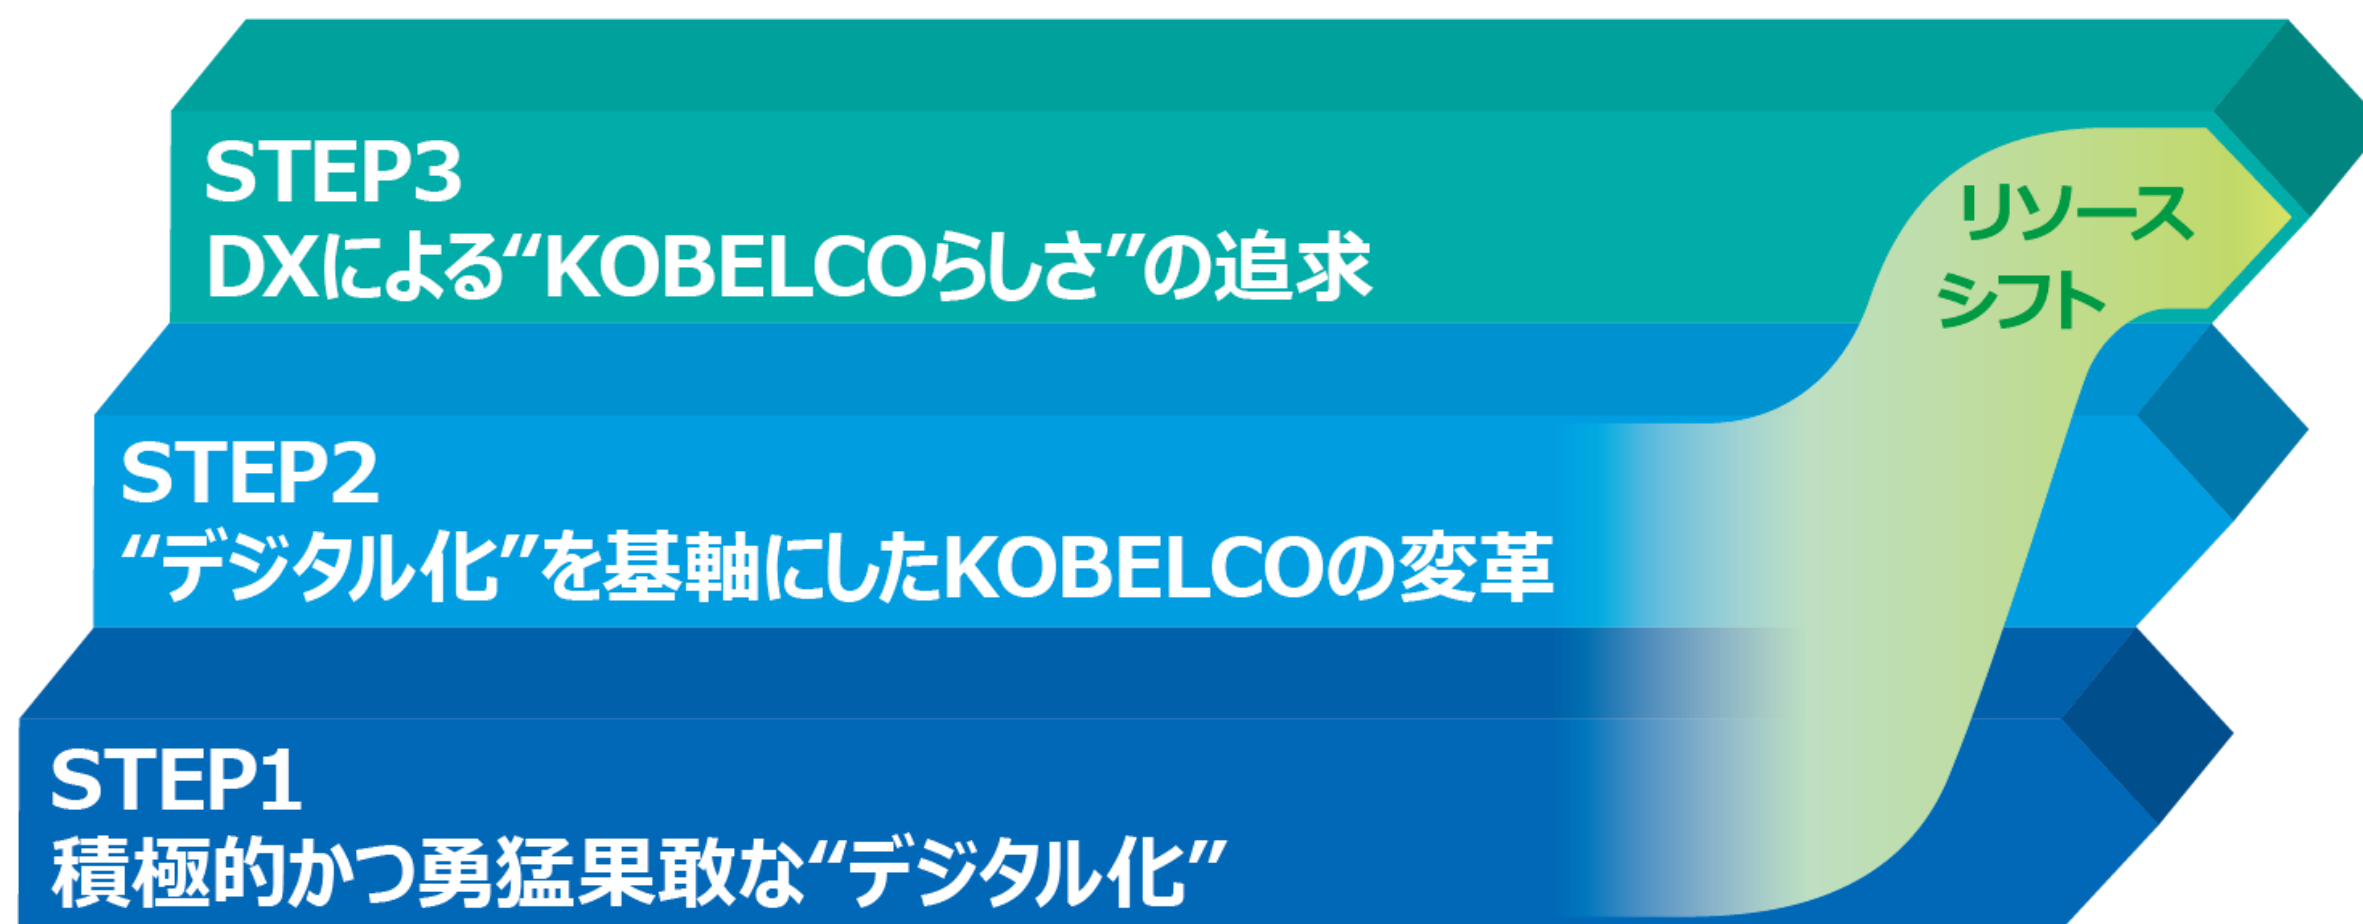 STEP3
DXによる“KOBELCOらしさ”の追求
リソース
シフト
STEP2
“デジタル化”を基軸にしたKOBELCOの変革
STEP1
積極的かつ勇猛果敢な“デジタル化”